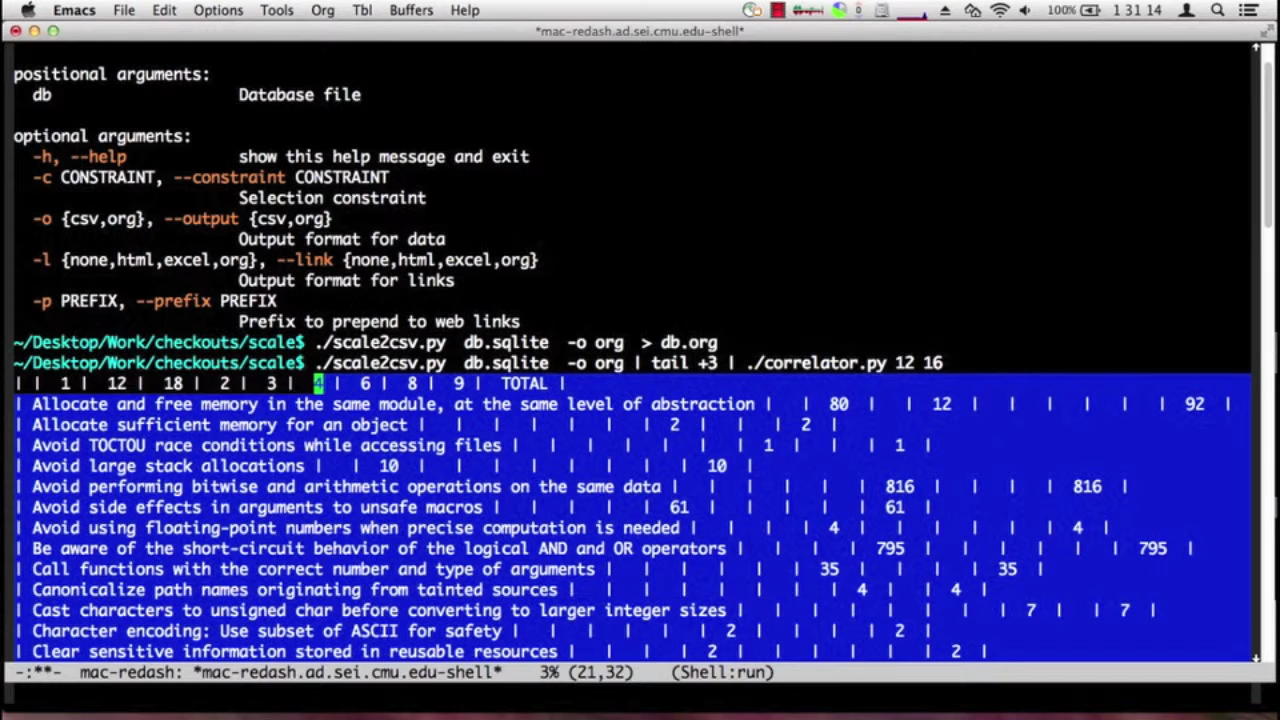 Emacs File Edit Options Tools Org Tbl Buffers Help 100% 1 31 14
*mac-redash.ad.sei.cmu.edu-shell*
positional arguments:
db Database file
optional arguments:
-h, --help show this help message and exit
-c CONSTRAINT, --constraint CONSTRAINT
Selection constraint
-o {csv,org}, --output {csv,org}
Output format for data
-l {none,html,excel,org}, --link {none,html,excel,org}
Output format for links
-p PREFIX, --prefix PREFIX
Prefix to prepend to web links
~/Desktop/Work/checkouts/scale$ ./scale2csv.py db.sqlite -o org > db.org
~/Desktop/Work/checkouts/scale$ ./scale2csv.py db.sqlite -o org | tail +3 | ./correlator.py 12 16
| | 1 | 12 | 18 | 2 | 3 | 4 | 6 | 8 | 9 | TOTAL |
| Allocate and free memory in the same module, at the same level of abstraction | | 80 | | 12 | | | | | | 92 |
| Allocate sufficient memory for an object | | | | | | 2 | | | 2 |
| Avoid TOCTOU race conditions while accessing files | | | | | | | 1 | | | 1 |
| Avoid large stack allocations | | 10 | | | | | | | | 10 |
| Avoid performing bitwise and arithmetic operations on the same data | | | | | | 816 | | | | 816 |
| Avoid side effects in arguments to unsafe macros | | | | | 61 | | | | | 61 |
| Avoid using floating-point numbers when precise computation is needed | | | | 4 | | | | | | 4 |
| Be aware of the short-circuit behavior of the logical AND and OR operators | | | | 795 | | | | | | 795 |
| Call functions with the correct number and type of arguments | | | | | 35 | | | | 35 |
| Canonicalize path names originating from tainted sources | | | | | | | 4 | | 4 |
| Cast characters to unsigned char before converting to larger integer sizes | | | | | | | | 7 | | 7 |
| Character encoding: Use subset of ASCII for safety | | | | | 2 | | | | 2 |
| Clear sensitive information stored in reusable resources | | | | 2 | | | | | | 2 |
-:**- mac-redash: *mac-redash.ad.sei.cmu.edu-shell* 3% (21,32) (Shell:run)